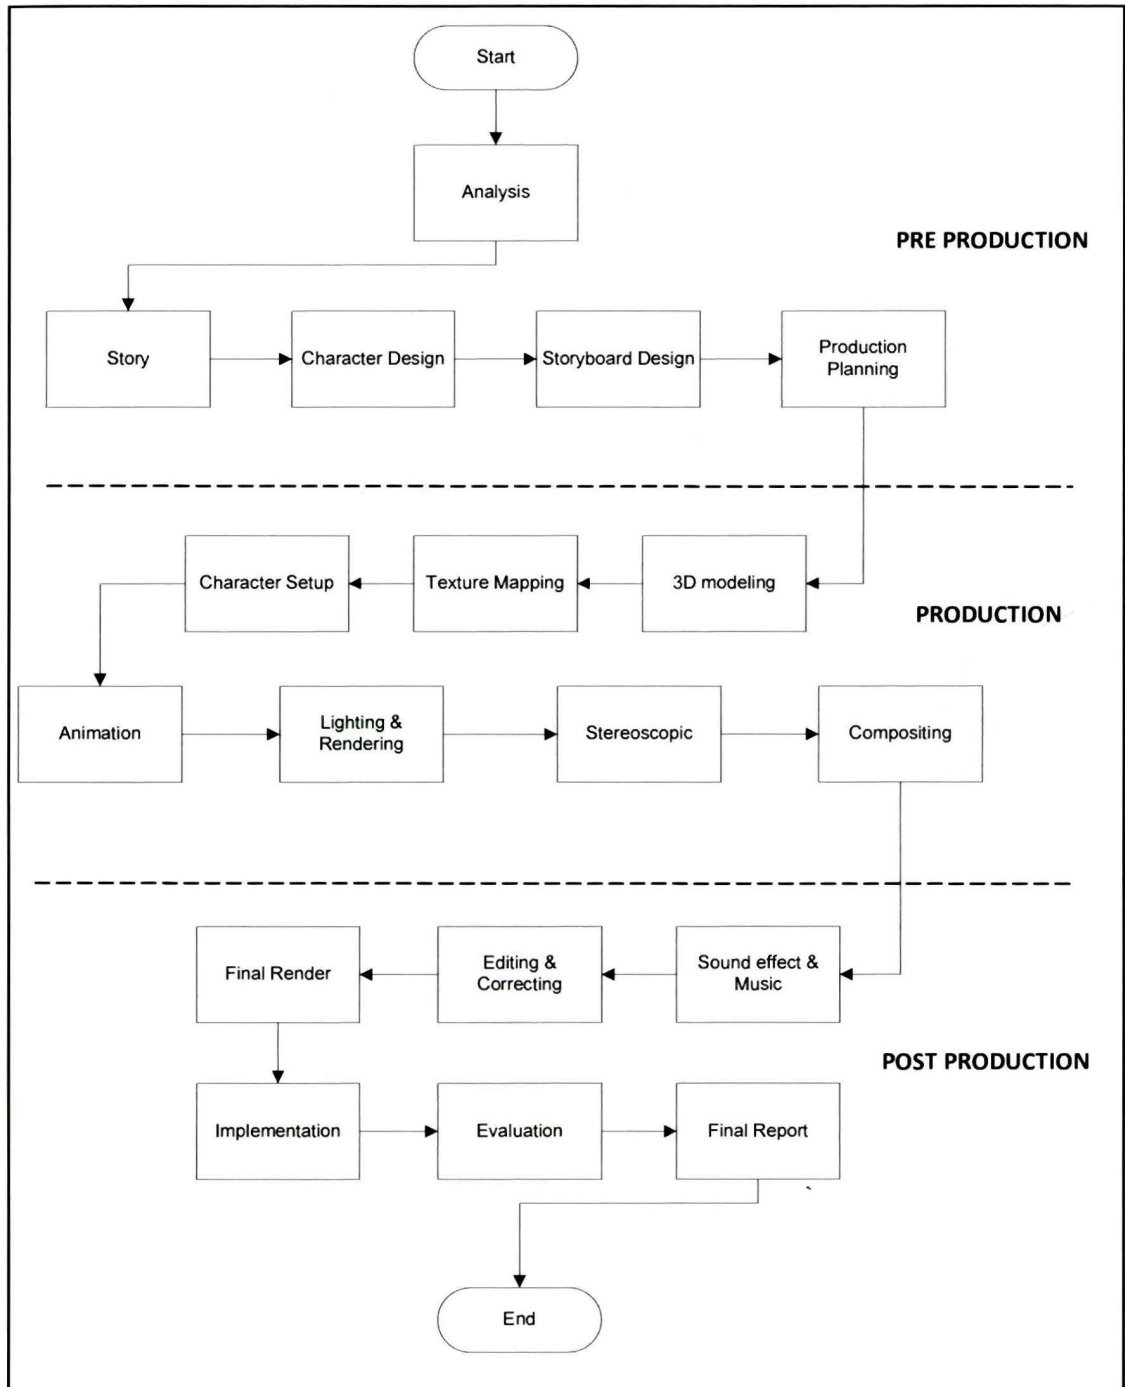 Start
Analysis
PRE PRODUCTION
Story
Character Design
Storyboard Design
Production
Planning
Character Setup
Texture Mapping
3D modeling
PRODUCTION
Animation
Lighting &
Rendering
Stereoscopic
Compositing
Final Render
Editing &
Correcting
Sound effect &
Music
POST PRODUCTION
Implementation
Evaluation
Final Report
End